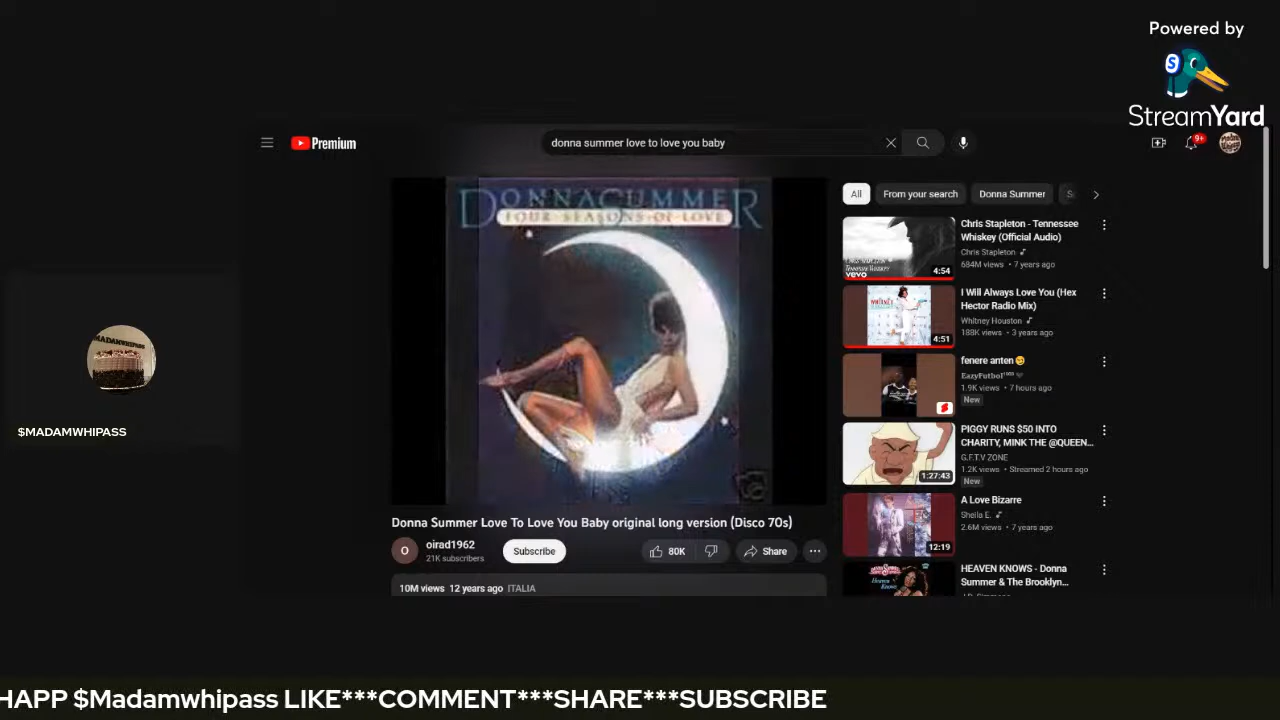 Powered by
StreamYard
Premium
donna summer love to love you baby
9+
DONNA SUMMER
FOUR SEASONS OF LOVE
All
From your search
Donna Summer
S
Chris Stapleton - Tennessee
Whiskey (Official Audio)
Chris Stapleton
684M views • 7 years ago
vevo
4:54
I Will Always Love You (Hex
Hector Radio Mix)
Whitney Houston
188K views • 3 years ago
4:51
fenere anten😏
1.9K views • 7 hours ago
New
PIGGY RUNS $50 INTO
CHARITY, MINK THE @QUEEN...
G.F.T.V ZONE
1.2K views • Streamed 2 hours ago
New
1:27:43
A Love Bizarre
Sheila E.
2.6M views • 7 years ago
12:19
HEAVEN KNOWS - Donna
Summer & The Brooklyn...
MADAMWHIPASS
$MADAMWHIPASS
Donna Summer Love To Love You Baby original long version (Disco 70s)
O
oirad1962
21K subscribers
Subscribe
80K
Share
10M views 12 years ago ITALIA
HAPP $Madamwhipass LIKE***COMMENT***SHARE***SUBSCRIBE